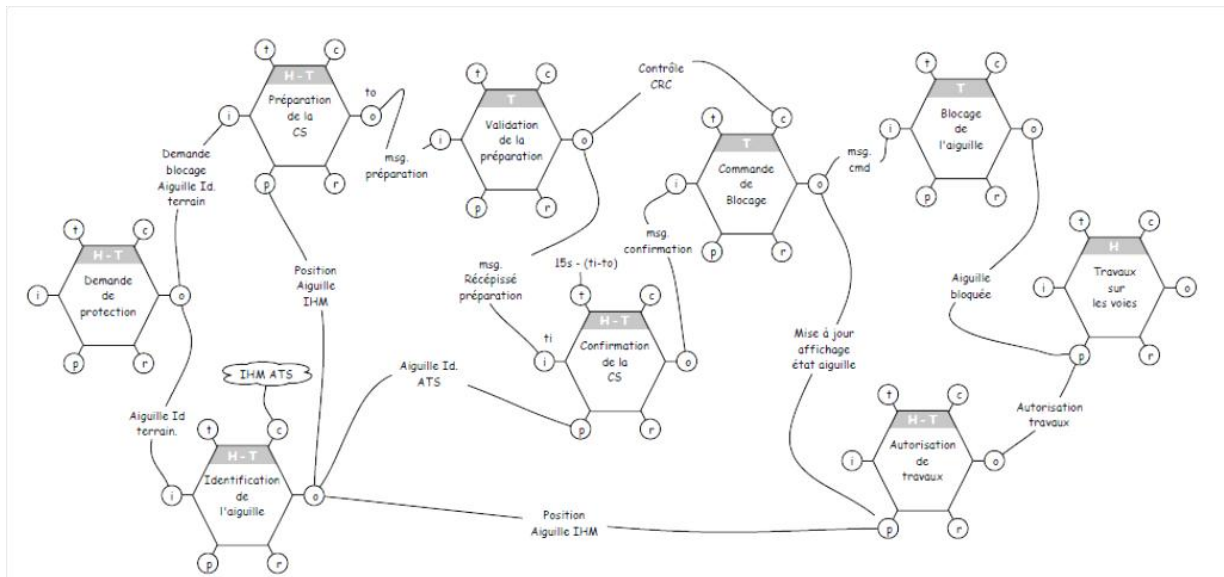 t
c
H - T
Préparation
de la
CS
i
to
o
p
r
t
c
T
Validation
de la
préparation
i
o
p
r
Contrôle
CRC
t
c
T
Commande
de
Blocage
i
o
p
r
t
c
T
Blocage
de
l'aiguille
i
o
p
r
msg.
préparation
msg.
cmd
Demande
blocage
Aiguille Id.
terrain
t
c
H - T
Demande
de
protection
i
o
p
r
Position
Aiguille
IHM
msg.
Récépissé
préparation
15s - (ti-to)
msg.
confirmation
t
c
H - T
Confirmation
de la
CS
ti
i
o
p
r
Mise à jour
affichage
état aiguille
Aiguille
bloquée
t
c
H
Travaux
sur
les voies
i
o
p
r
IHM ATS
Aiguille Id.
ATS
Aiguille Id
terrain.
t
c
H - T
Identification
de
l'aiguille
i
o
p
r
Position
Aiguille IHM
t
c
H - T
Autorisation
de
travaux
i
o
p
r
Autorisation
travaux